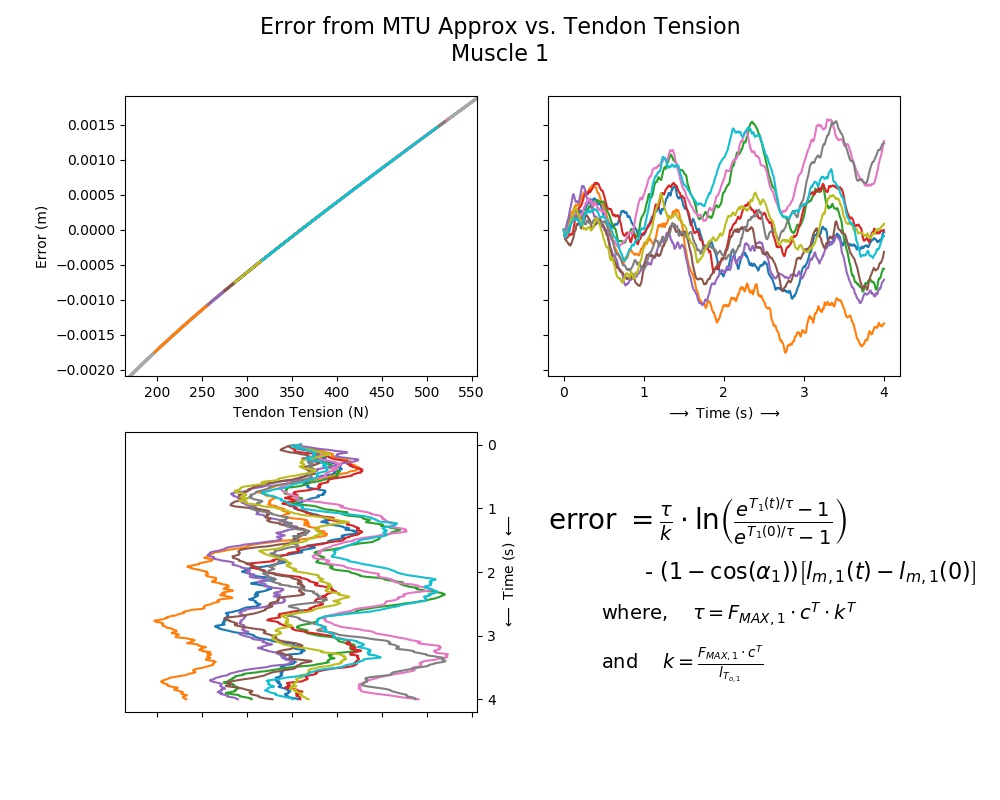 Error from MTU Approx vs. Tendon Tension
Muscle 1
Error (m)
0.0015
0.0010
0.0005
0.0000
−0.0005
−0.0010
−0.0015
−0.0020
200 250 300 350 400 450 500 550
Tendon Tension (N)
0 1 2 3 4
⟶ Time (s) ⟶
0
1
2
3
4
⟵ Time (s) ⟵
error = τ/k · ln((e^{T_1(t)/τ} − 1)/(e^{T_1(0)/τ} − 1))
- (1 − cos(α_1))[l_{m,1}(t) − l_{m,1}(0)]
where, τ = F_{MAX,1} · c^T · k^T
and k = F_{MAX,1} · c^T / l_{T_{o,1}}